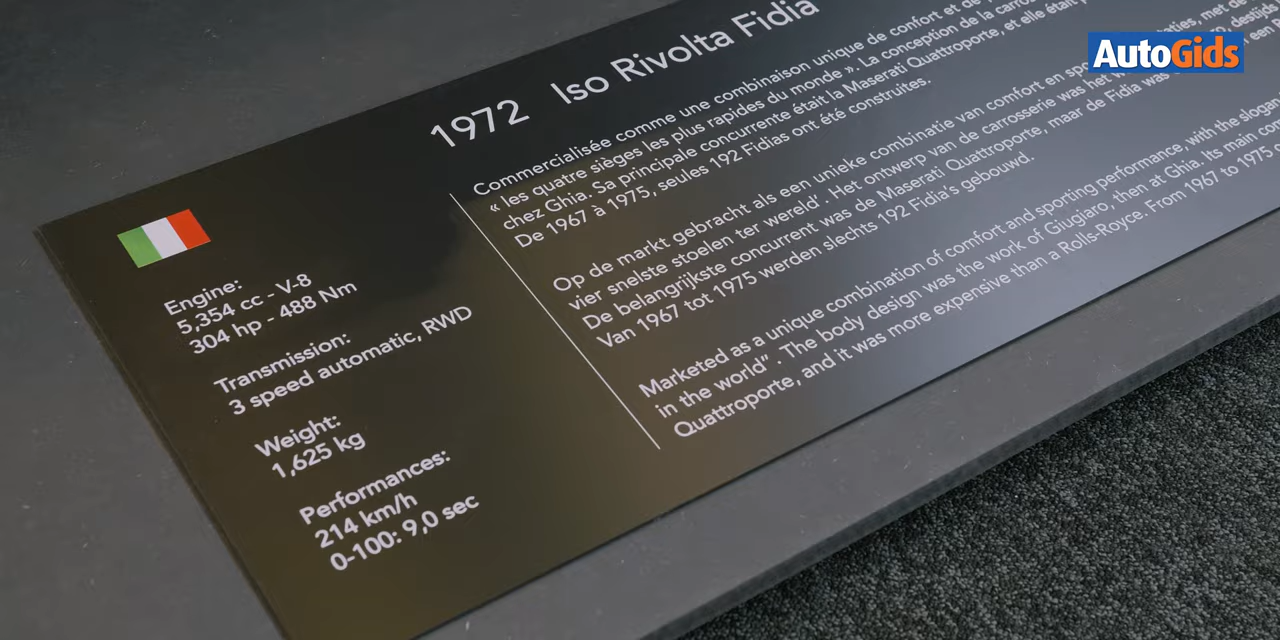 AutoGids
1972 Iso Rivolta Fidia
Engine:
5,354 cc - V-8
304 hp - 488 Nm
Transmission:
3 speed automatic, RWD
Weight:
1,625 kg
Performances:
214 km/h
0-100: 9,0 sec
Commercialisée comme une combinaison unique de confort et de
« les quatre sièges les plus rapides du monde ». La conception de la
chez Ghia. Sa principale concurrente était la Maserati Quattroporte, et elle était
De 1967 à 1975, seules 192 Fidias ont été construites.
Op de markt gebracht als een unieke combinatie van comfort en met de
vier snelste stoelen ter wereld'. Het ontwerp van de carrosserie was het destijds
De belangrijkste concurrent was de Maserati Quattroporte, maar de Fidia was een
Van 1967 tot 1975 werden slechts 192 Fidia's gebouwd.
Marketed as a unique combination of comfort and sporting performance, with the slogan
in the world". The body design was the work of Giugiaro, then at Ghia. Its main
Quattroporte, and it was more expensive than a Rolls-Royce. From 1967 to 1975